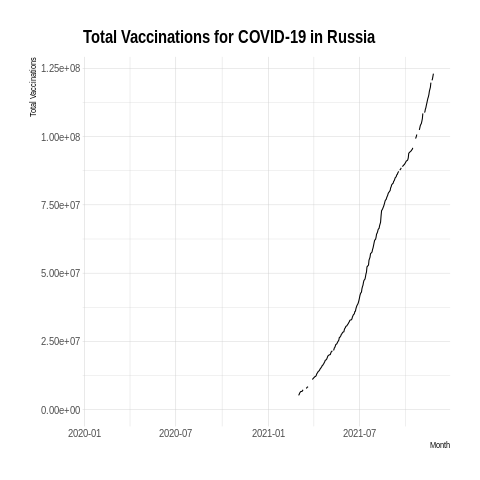 Total Vaccinations for COVID-19 in Russia
Total Vaccinations
1.25e+08
1.00e+08
7.50e+07
5.00e+07
2.50e+07
0.00e+00
2020-01 2020-07 2021-01 2021-07
Month